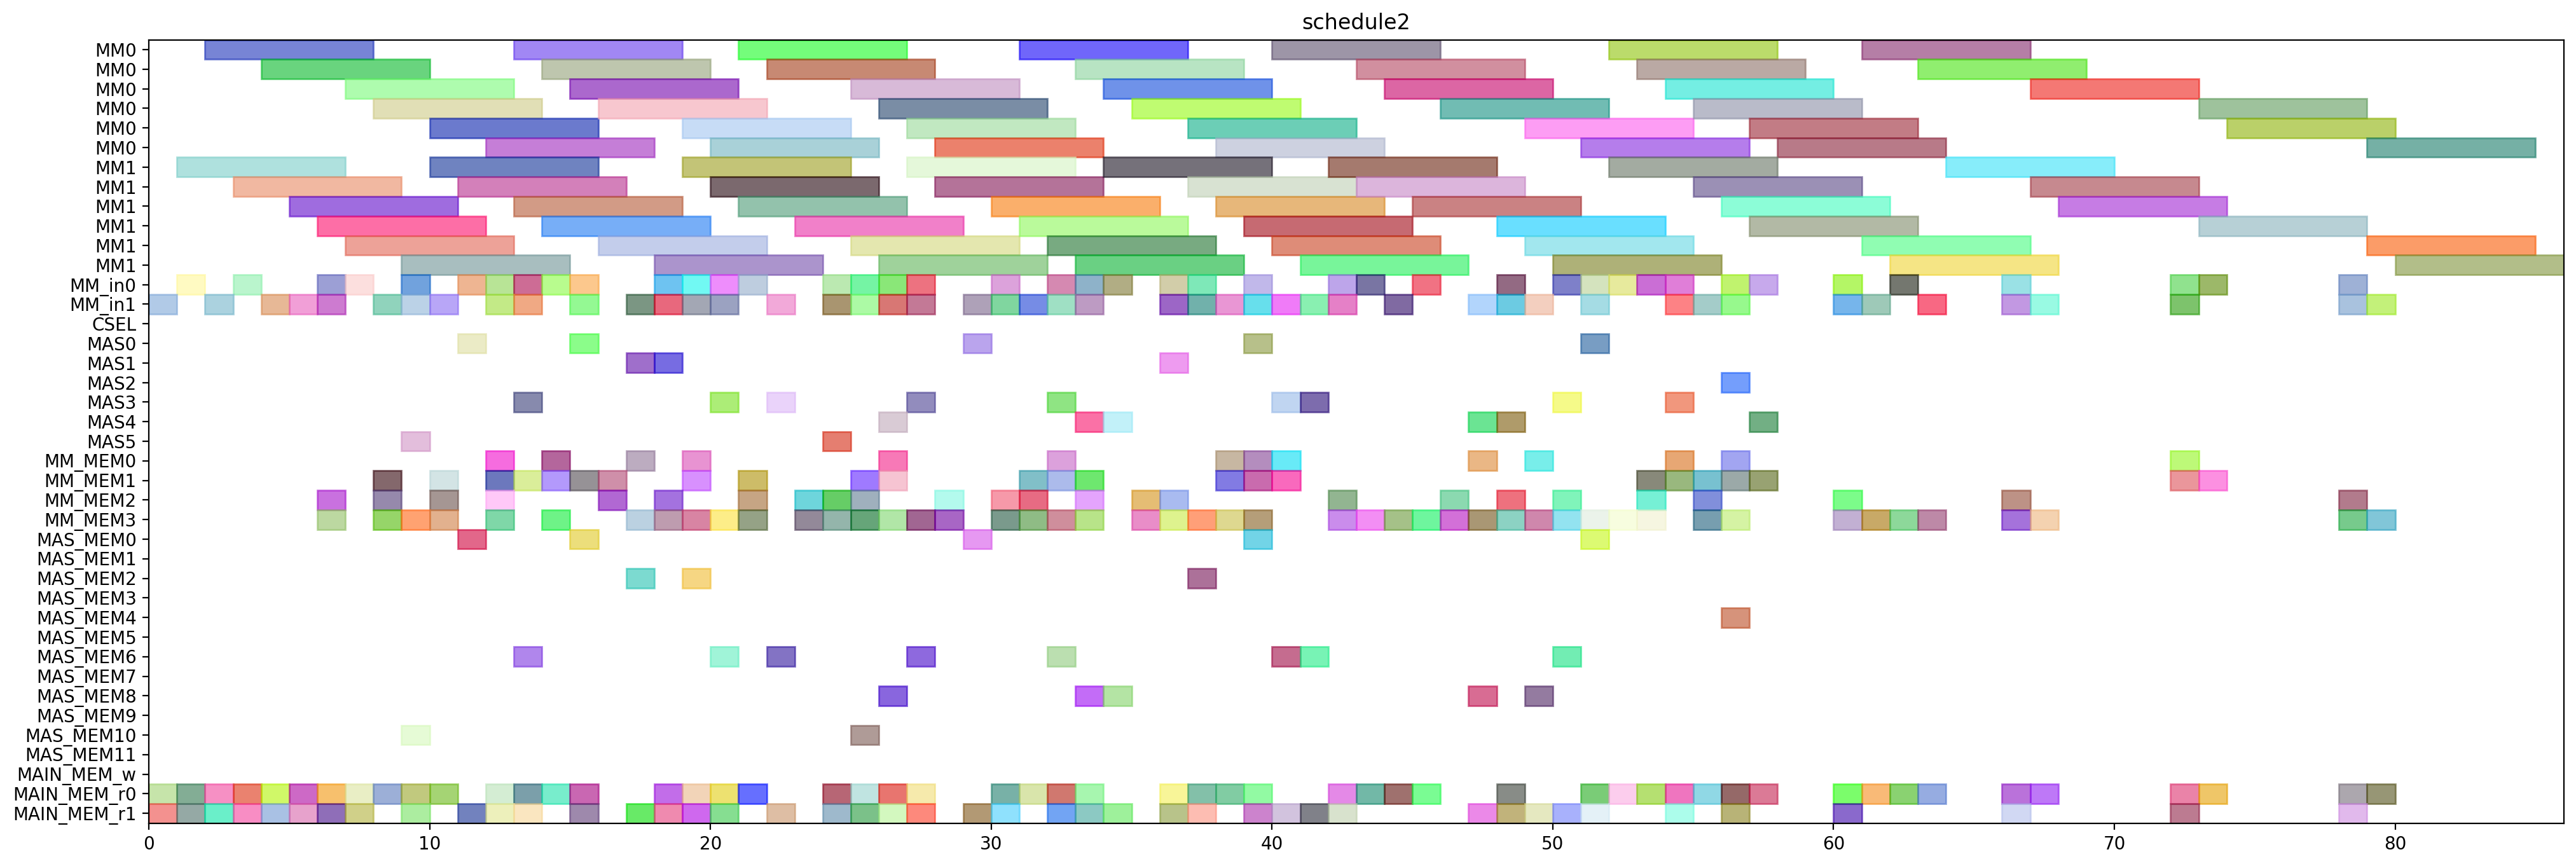 schedule2
MM0
MM0
MM0
MM0
MM0
MM0
MM1
MM1
MM1
MM1
MM1
MM1
MM_in0
MM_in1
CSEL
MAS0
MAS1
MAS2
MAS3
MAS4
MAS5
MM_MEM0
MM_MEM1
MM_MEM2
MM_MEM3
MAS_MEM0
MAS_MEM1
MAS_MEM2
MAS_MEM3
MAS_MEM4
MAS_MEM5
MAS_MEM6
MAS_MEM7
MAS_MEM8
MAS_MEM9
MAS_MEM10
MAS_MEM11
MAIN_MEM_w
MAIN_MEM_r0
MAIN_MEM_r1
0 10 20 30 40 50 60 70 80